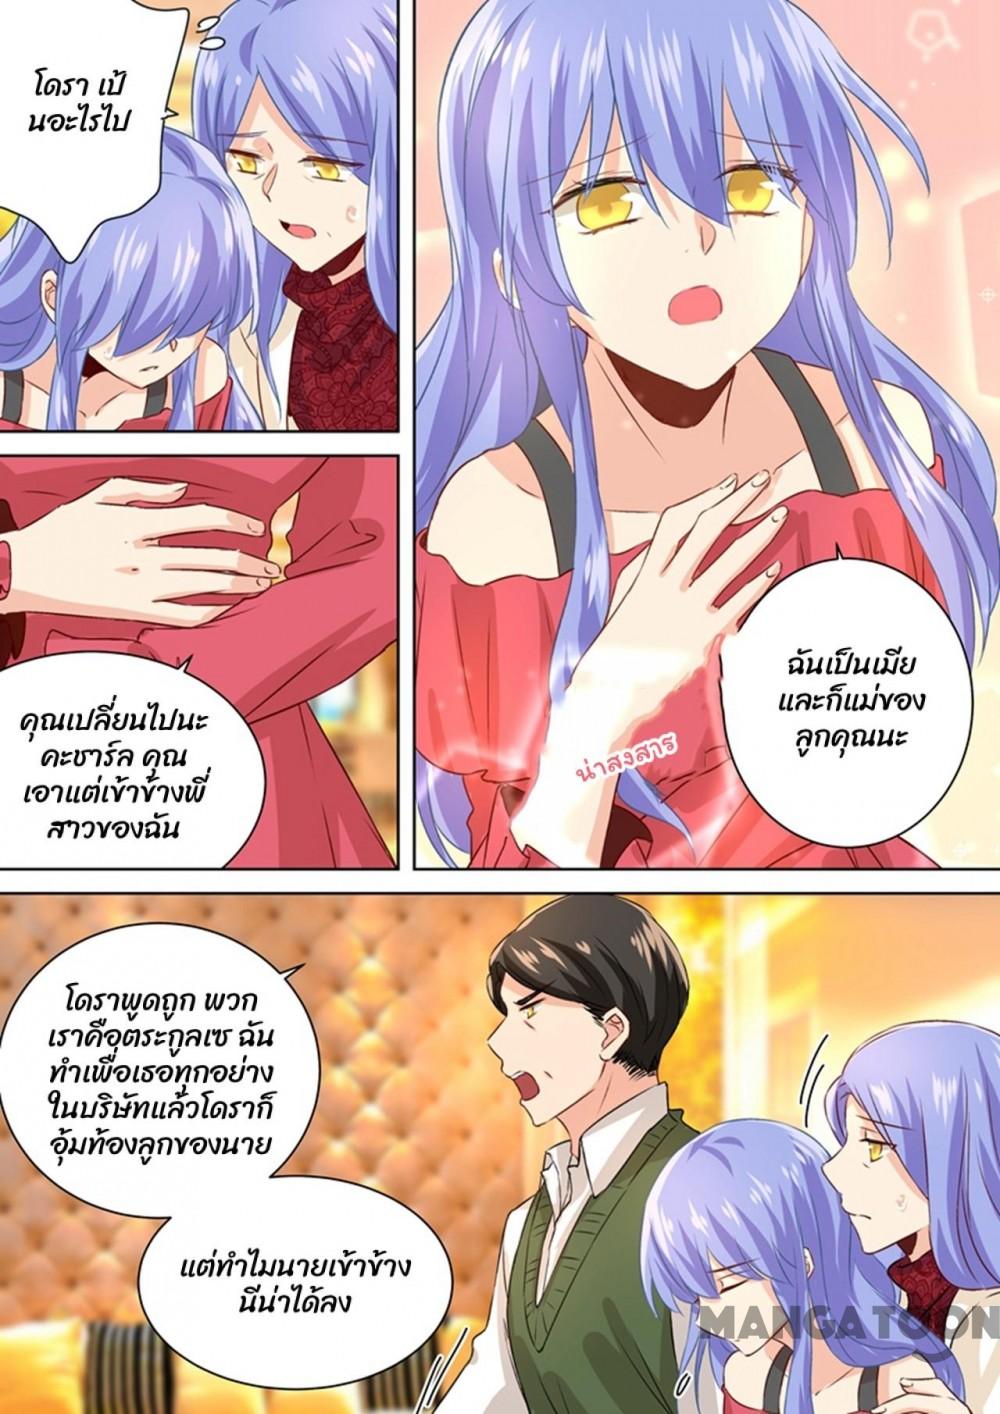 โดรา เป้
นอะไรไป
ฉันเป็นเมีย
และก็แม่ของ
ลูกคุณนะ
น่าสงสาร
คุณเปลี่ยนไปนะ
คะชาร์ล คุณ
เอาแต่เข้าข้างพี่
สาวของฉัน
โดราพูดถูก พวก
เราคือตระกูลเซ ฉัน
ทำเพื่อเธอทุกอย่าง
ในบริษัทแล้วโดราก็
อุ้มท้องลูกของนาย
แต่ทำไมนายเข้าข้าง
นีน่าได้ลง
MANGATOON